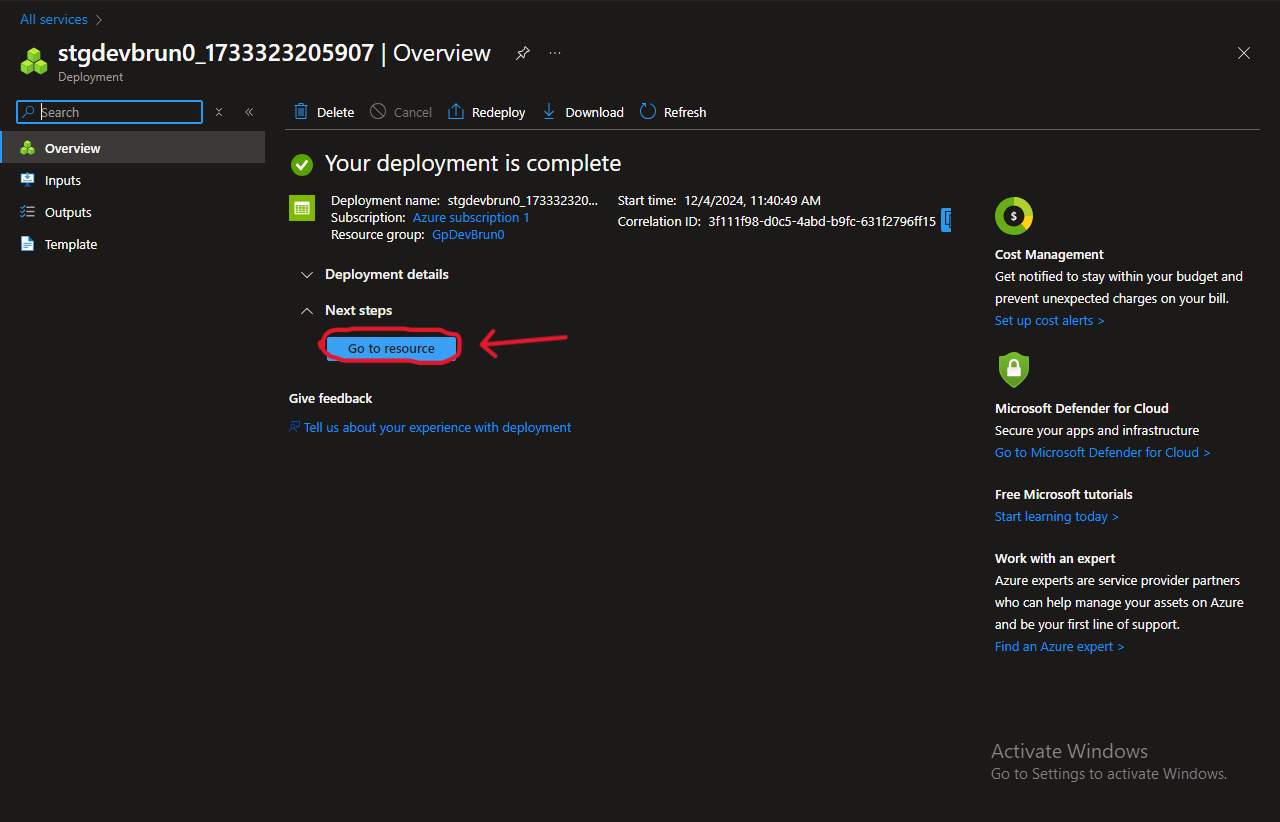 All services >
stgdevbrun0_1733323205907 | Overview
Deployment
Search
Overview
Inputs
Outputs
Template
Delete
Cancel
Redeploy
Download
Refresh
Your deployment is complete
Deployment name: stgdevbrun0_173332320...
Subscription: Azure subscription 1
Resource group: GpDevBrun0
Start time: 12/4/2024, 11:40:49 AM
Correlation ID: 3f111f98-d0c5-4abd-b9fc-631f2796ff15
Deployment details
Next steps
Go to resource
Give feedback
Tell us about your experience with deployment
$
Cost Management
Get notified to stay within your budget and
prevent unexpected charges on your bill.
Set up cost alerts >
Microsoft Defender for Cloud
Secure your apps and infrastructure
Go to Microsoft Defender for Cloud >
Free Microsoft tutorials
Start learning today >
Work with an expert
Azure experts are service provider partners
who can help manage your assets on Azure
and be your first line of support.
Find an Azure expert >
Activate Windows
Go to Settings to activate Windows.